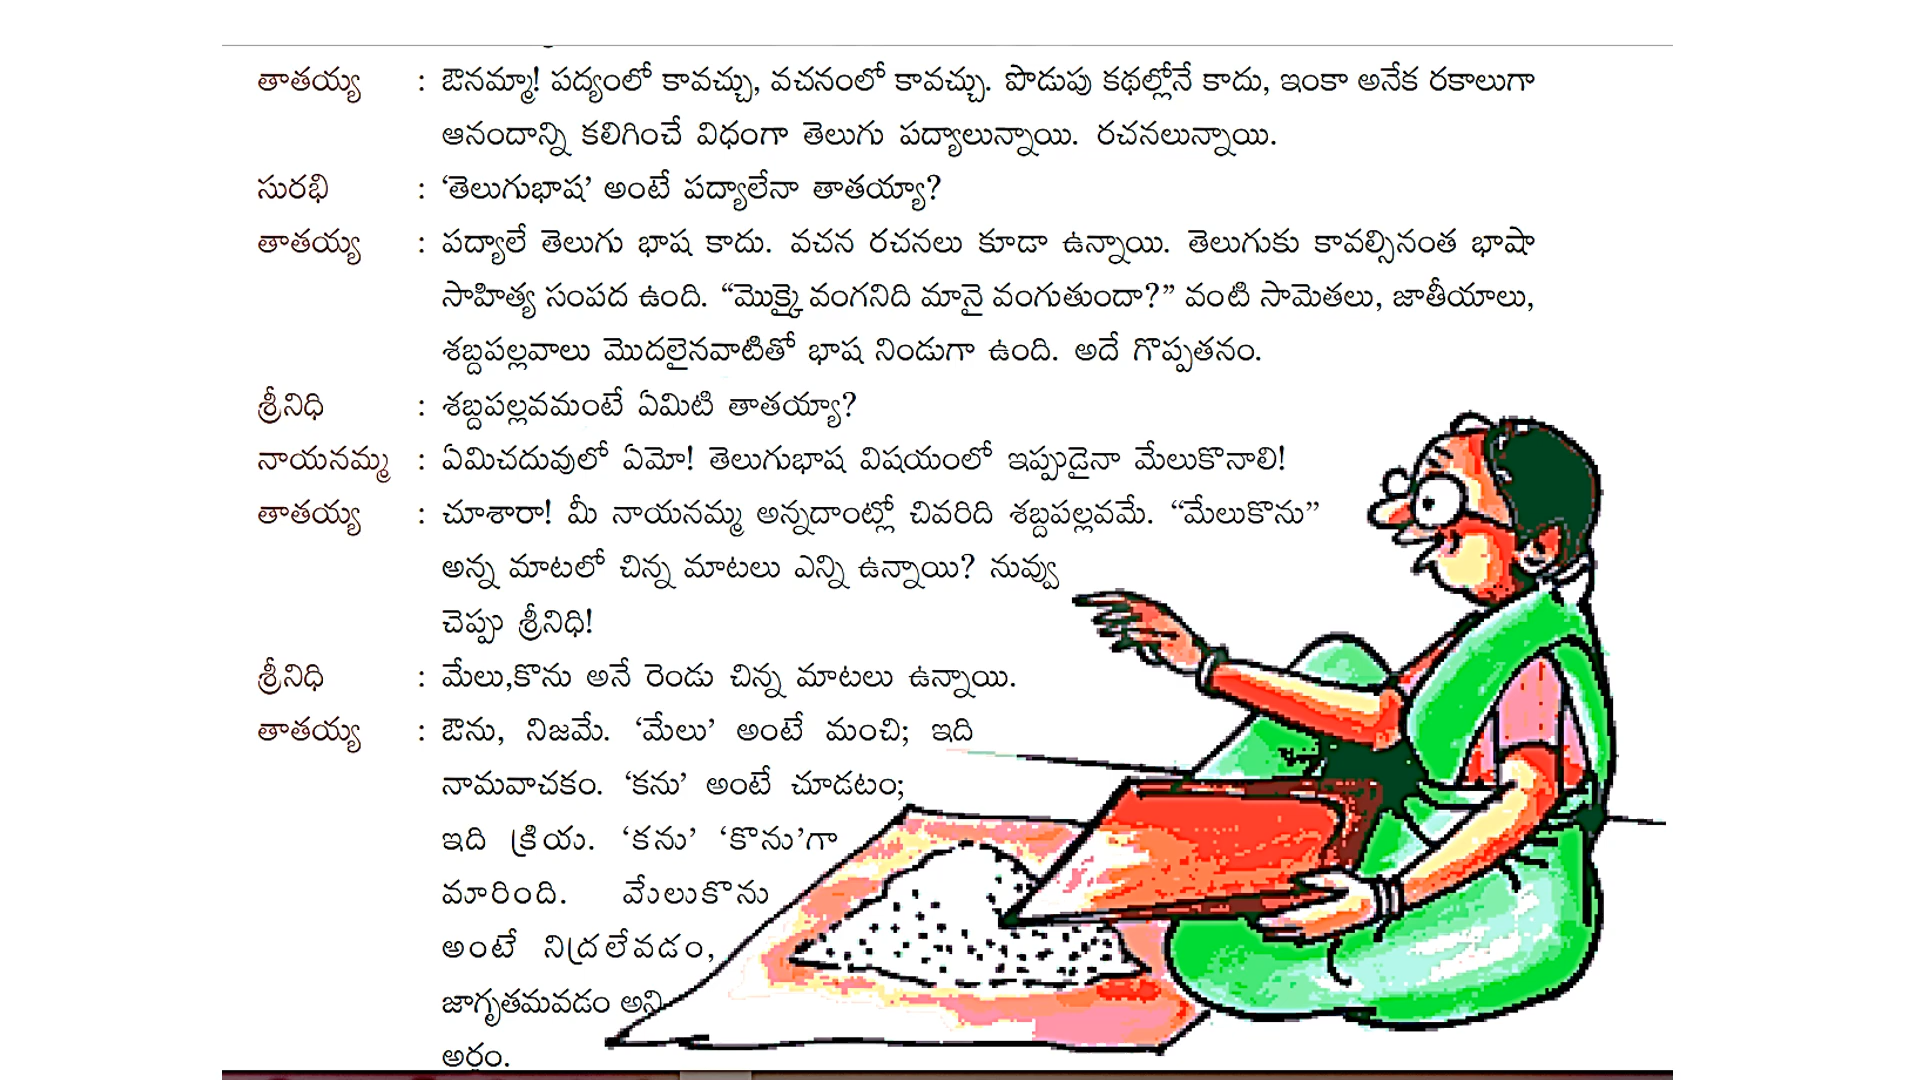 తాతయ్య : ఔనమ్మా! పద్యంలో కావచ్చు, వచనంలో కావచ్చు. పొడుపు కథల్లోనే కాదు, ఇంకా అనేక రకాలుగా
ఆనందాన్ని కలిగించే విధంగా తెలుగు పద్యాలున్నాయి. రచనలున్నాయి.
సురభి : ‘తెలుగుభాష’ అంటే పద్యాలేనా తాతయ్యా?
తాతయ్య : పద్యాలే తెలుగు భాష కాదు. వచన రచనలు కూడా ఉన్నాయి. తెలుగుకు కావల్సినంత భాషా
సాహిత్య సంపద ఉంది. “మొక్కై వంగనిది మానై వంగుతుందా?” వంటి సామెతలు, జాతీయాలు,
శబ్దపల్లవాలు మొదలైనవాటితో భాష నిండుగా ఉంది. అదే గొప్పతనం.
శ్రీనిధి : శబ్దపల్లవమంటే ఏమిటి తాతయ్యా?
నాయనమ్మ : ఏమిచదువులో ఏమో! తెలుగుభాష విషయంలో ఇప్పుడైనా మేలుకొనాలి!
తాతయ్య : చూశారా! మీ నాయనమ్మ అన్నదాంట్లో చివరిది శబ్దపల్లవమే. “మేలుకొను”
అన్న మాటలో చిన్న మాటలు ఎన్ని ఉన్నాయి? నువ్వు
చెప్పు శ్రీనిధి!
శ్రీనిధి : మేలు,కొను అనే రెండు చిన్న మాటలు ఉన్నాయి.
తాతయ్య : ఔను, నిజమే. ‘మేలు’ అంటే మంచి; ఇది
నామవాచకం. ‘కను’ అంటే చూడటం;
ఇది క్రియ. ‘కను’ ‘కొను’గా
మారింది. మేలుకొను
అంటే నిద్రలేవడం,
జాగృతమవడం అని
అర్థం.